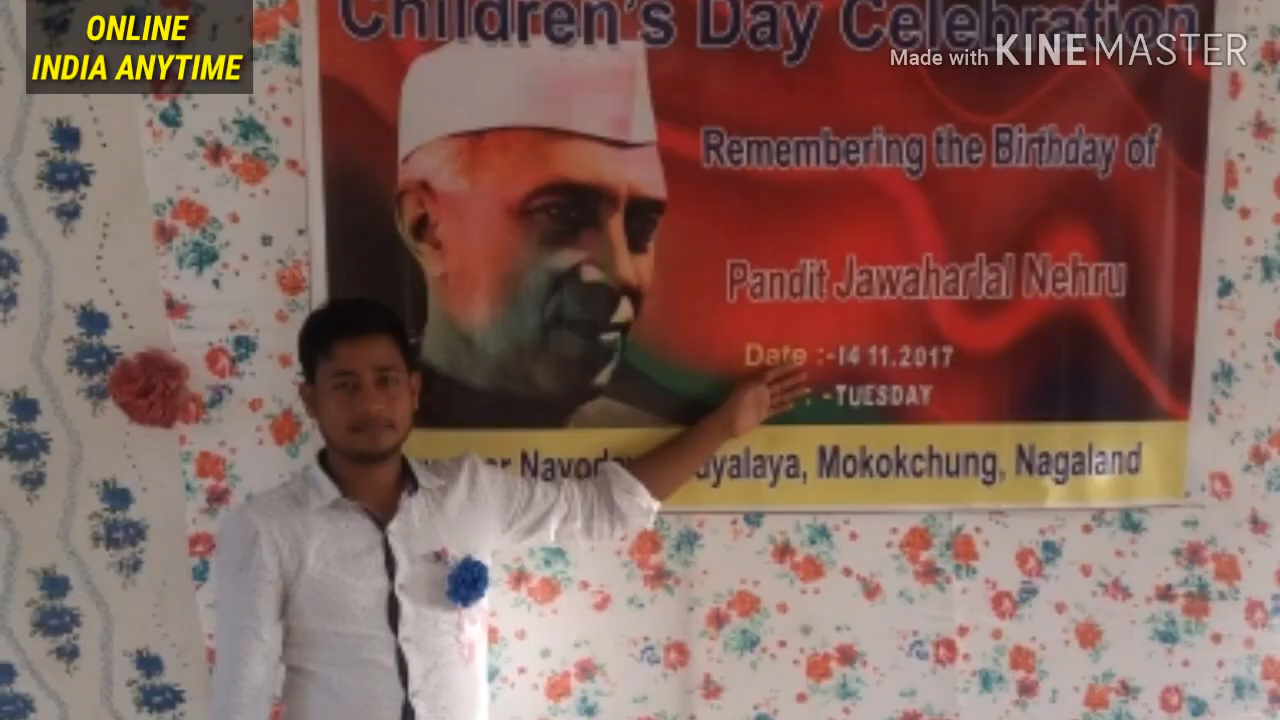 ONLINE
INDIA ANYTIME
Made with KINEMASTER
Children's Day Celebration
Remembering the Birthday of
Pandit Jawaharlal Nehru
Date :-14 11.2017
: -TUESDAY
Mokokchung, Nagaland